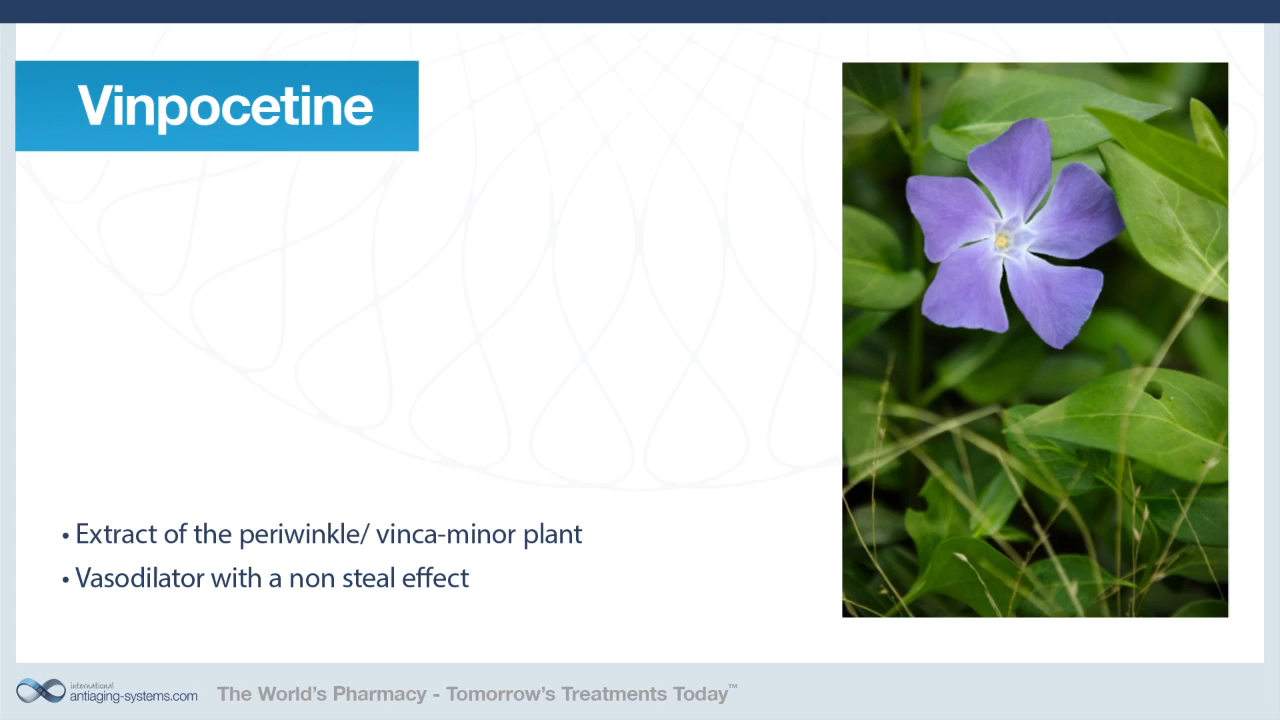 Vinpocetine
• Extract of the periwinkle/ vinca-minor plant
• Vasodilator with a non steal effect
international
antiaging-systems.com
The World's Pharmacy - Tomorrow's Treatments Today™